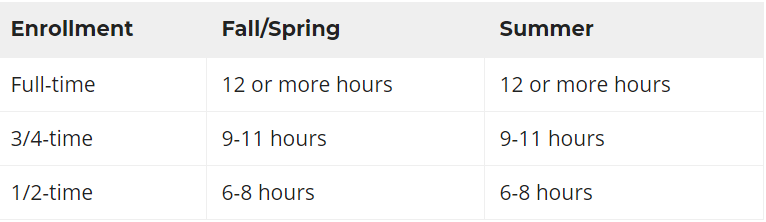 Enrollment Fall/Spring Summer
Full-time 12 or more hours 12 or more hours
3/4-time 9-11 hours 9-11 hours
1/2-time 6-8 hours 6-8 hours